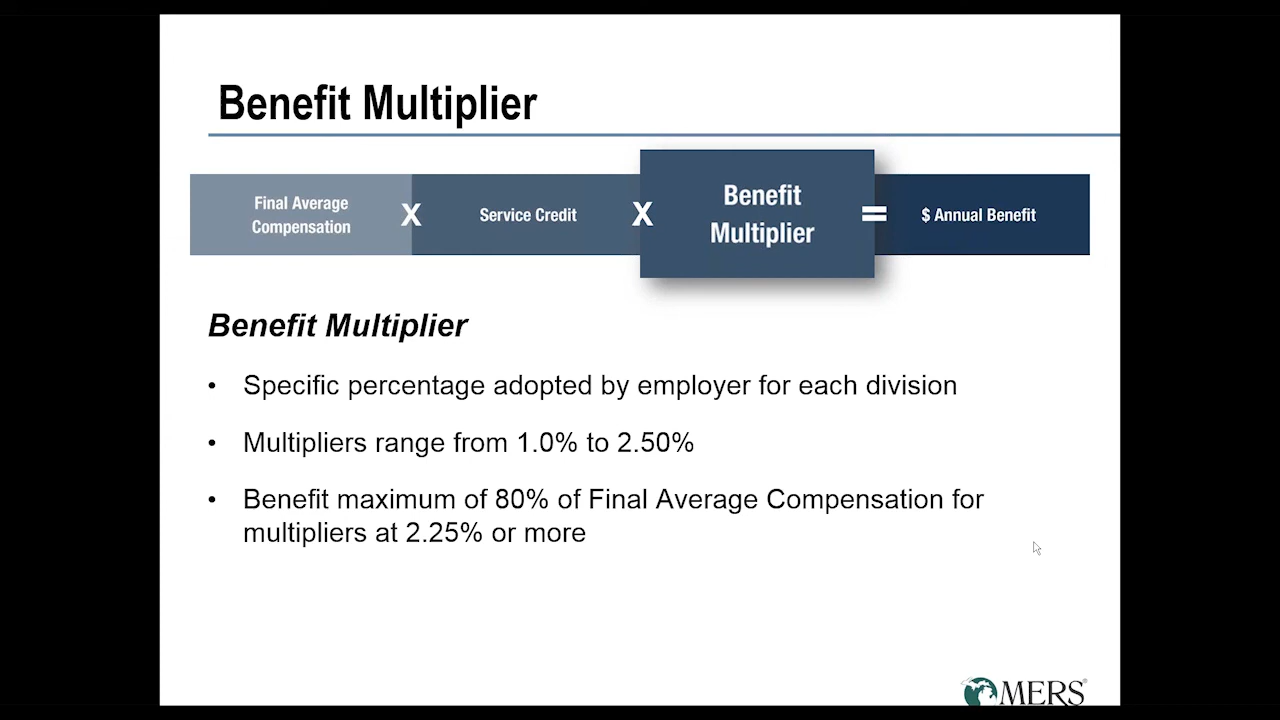 Benefit Multiplier
Final Average
Compensation
X
Service Credit
X
Benefit
Multiplier
=
$ Annual Benefit
Benefit Multiplier
• Specific percentage adopted by employer for each division
• Multipliers range from 1.0% to 2.50%
• Benefit maximum of 80% of Final Average Compensation for
multipliers at 2.25% or more
MERS®